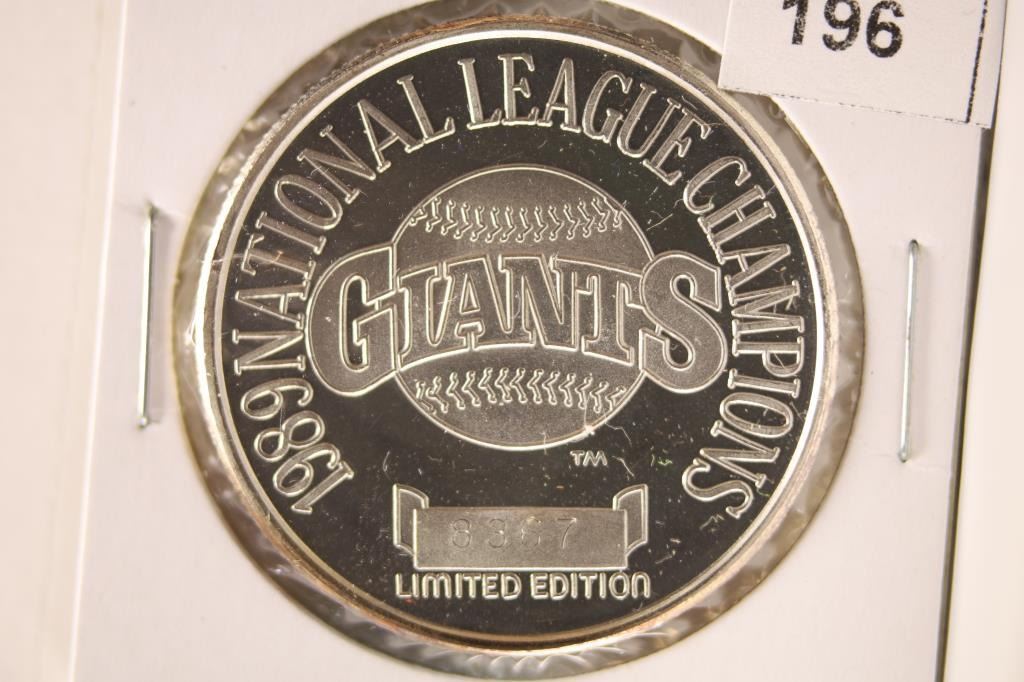 196
1989 NATIONAL LEAGUE CHAMPIONS
GIANTS
TM
8367
LIMITED EDITION